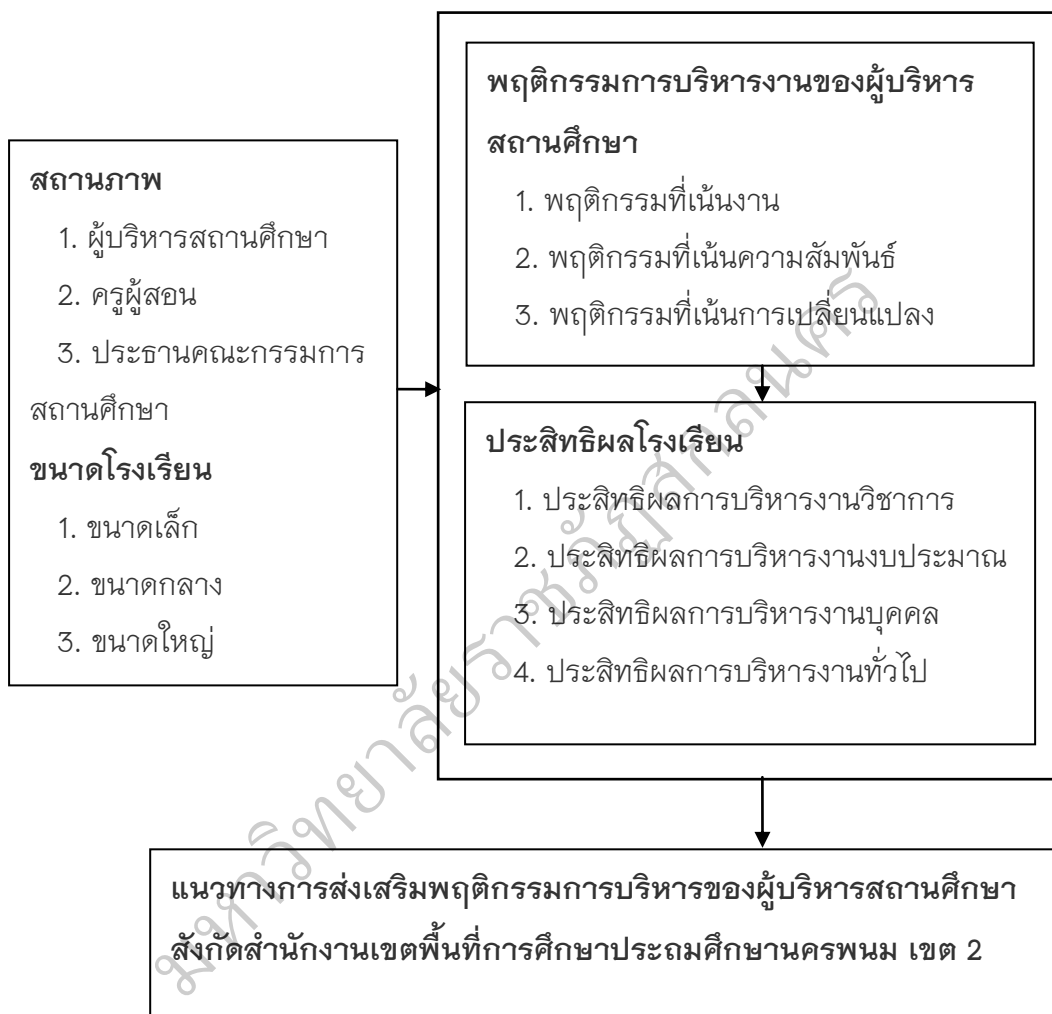 สถานภาพ
1. ผู้บริหารสถานศึกษา
2. ครูผู้สอน
3. ประธานคณะกรรมการ
สถานศึกษา
ขนาดโรงเรียน
1. ขนาดเล็ก
2. ขนาดกลาง
3. ขนาดใหญ่
พฤติกรรมการบริหารงานของผู้บริหาร
สถานศึกษา
1. พฤติกรรมที่เน้นงาน
2. พฤติกรรมที่เน้นความสัมพันธ์
3. พฤติกรรมที่เน้นการเปลี่ยนแปลง
ประสิทธิผลโรงเรียน
1. ประสิทธิผลการบริหารงานวิชาการ
2. ประสิทธิผลการบริหารงานงบประมาณ
3. ประสิทธิผลการบริหารงานบุคคล
4. ประสิทธิผลการบริหารงานทั่วไป
แนวทางการส่งเสริมพฤติกรรมการบริหารของผู้บริหารสถานศึกษา
สังกัดสำนักงานเขตพื้นที่การศึกษาประถมศึกษานครพนม เขต 2
มหาวิทยาลัยราชภัฏสกลนคร